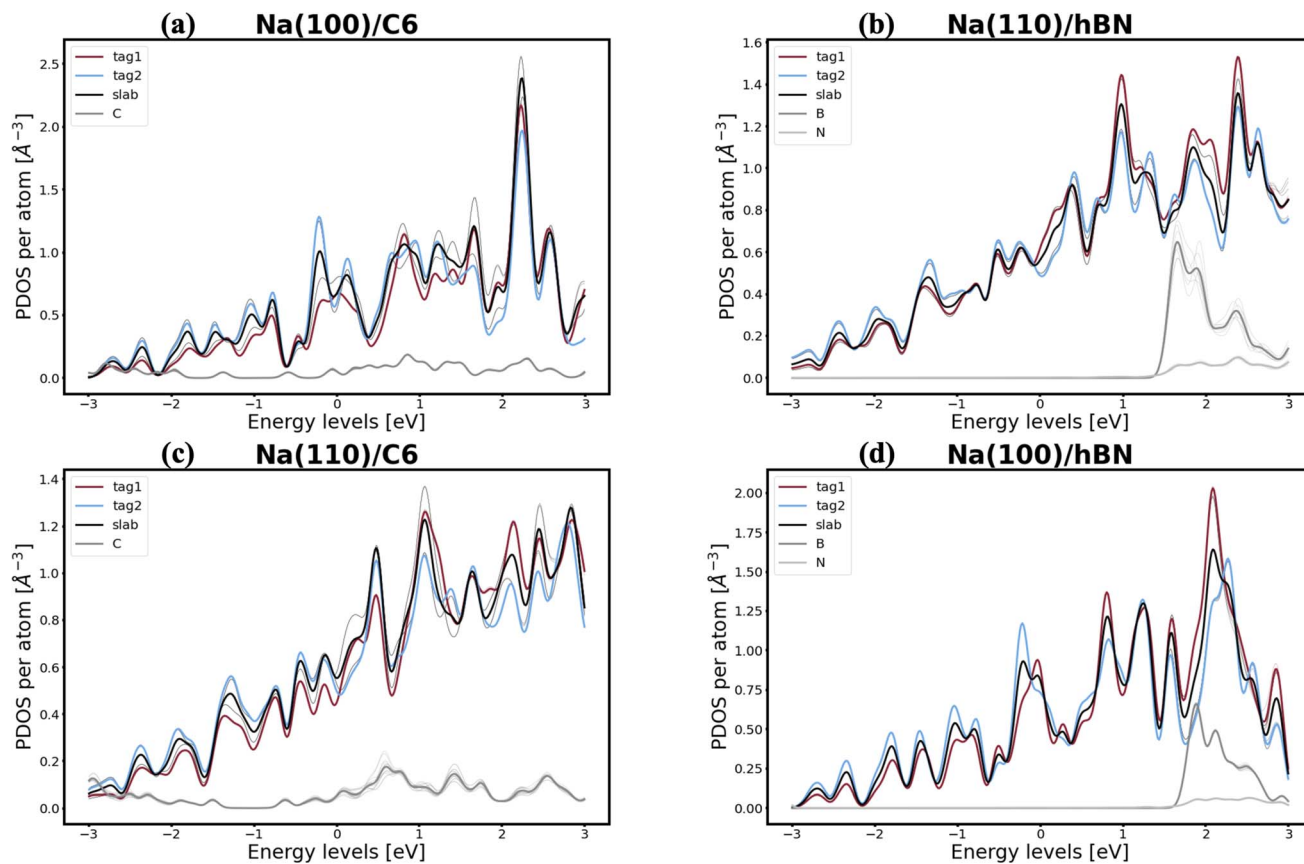 (a) Na(100)/C6
PDOS per atom [Å⁻³]
2.5
2.0
1.5
1.0
0.5
0.0
tag1
tag2
slab
C
−3 −2 −1 0 1 2 3
Energy levels [eV]
(b) Na(110)/hBN
PDOS per atom [Å⁻³]
1.6
1.4
1.2
1.0
0.8
0.6
0.4
0.2
0.0
tag1
tag2
slab
B
N
−3 −2 −1 0 1 2 3
Energy levels [eV]
(c) Na(110)/C6
PDOS per atom [Å⁻³]
1.4
1.2
1.0
0.8
0.6
0.4
0.2
0.0
tag1
tag2
slab
C
−3 −2 −1 0 1 2 3
Energy levels [eV]
(d) Na(100)/hBN
PDOS per atom [Å⁻³]
2.00
1.75
1.50
1.25
1.00
0.75
0.50
0.25
0.00
tag1
tag2
slab
B
N
−3 −2 −1 0 1 2 3
Energy levels [eV]